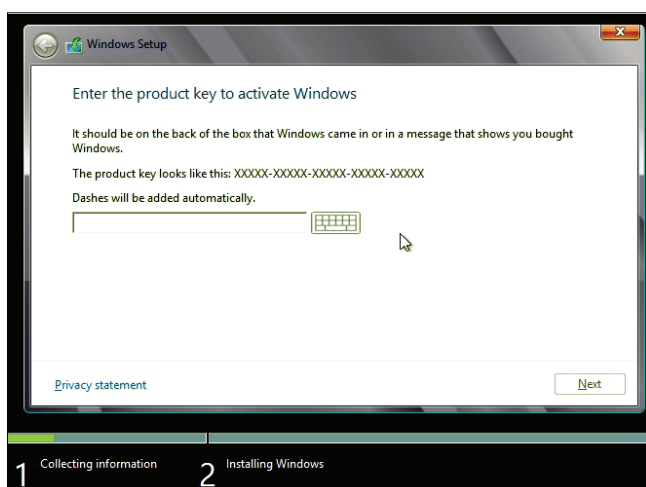 Windows Setup
Enter the product key to activate Windows
It should be on the back of the box that Windows came in or in a message that shows you bought
Windows.
The product key looks like this: XXXXX-XXXXX-XXXXX-XXXXX-XXXXX
Dashes will be added automatically.
Privacy statement
Next
1 Collecting information
2 Installing Windows